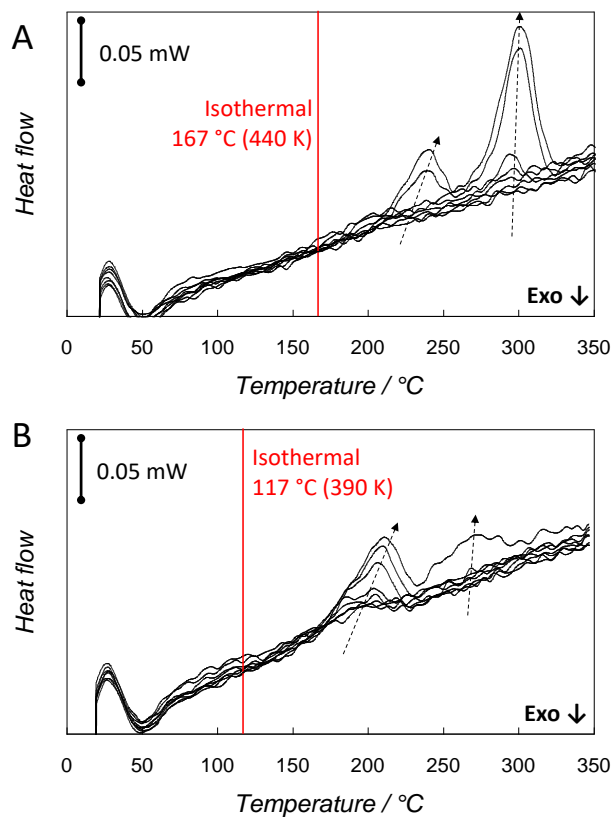 A
0.05 mW
Isothermal
167 °C (440 K)
Heat flow
Exo ↓
0 50 100 150 200 250 300 350
Temperature / °C
B
0.05 mW
Isothermal
117 °C (390 K)
Heat flow
Exo ↓
0 50 100 150 200 250 300 350
Temperature / °C